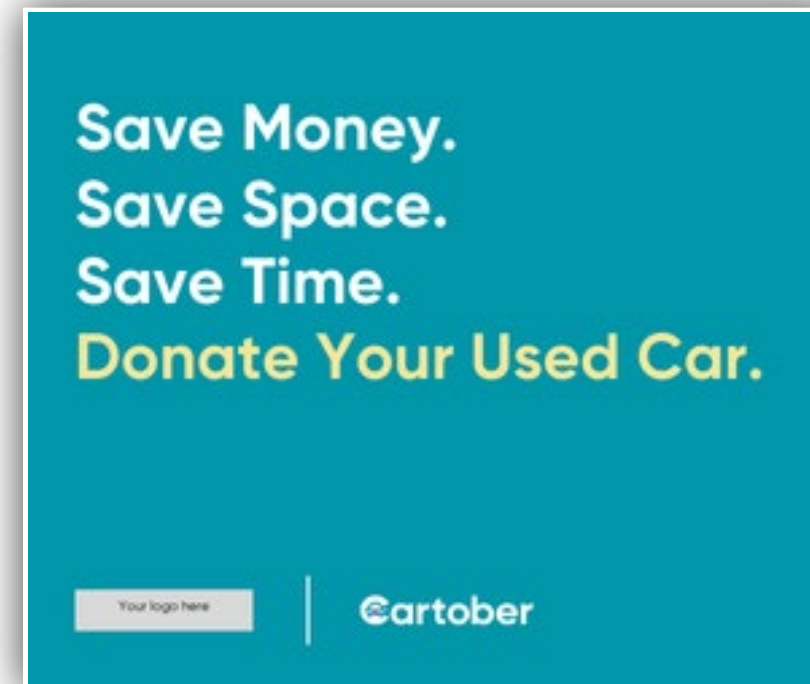 Save Money.
Save Space.
Save Time.
Donate Your Used Car.
Your logo here
Cartober